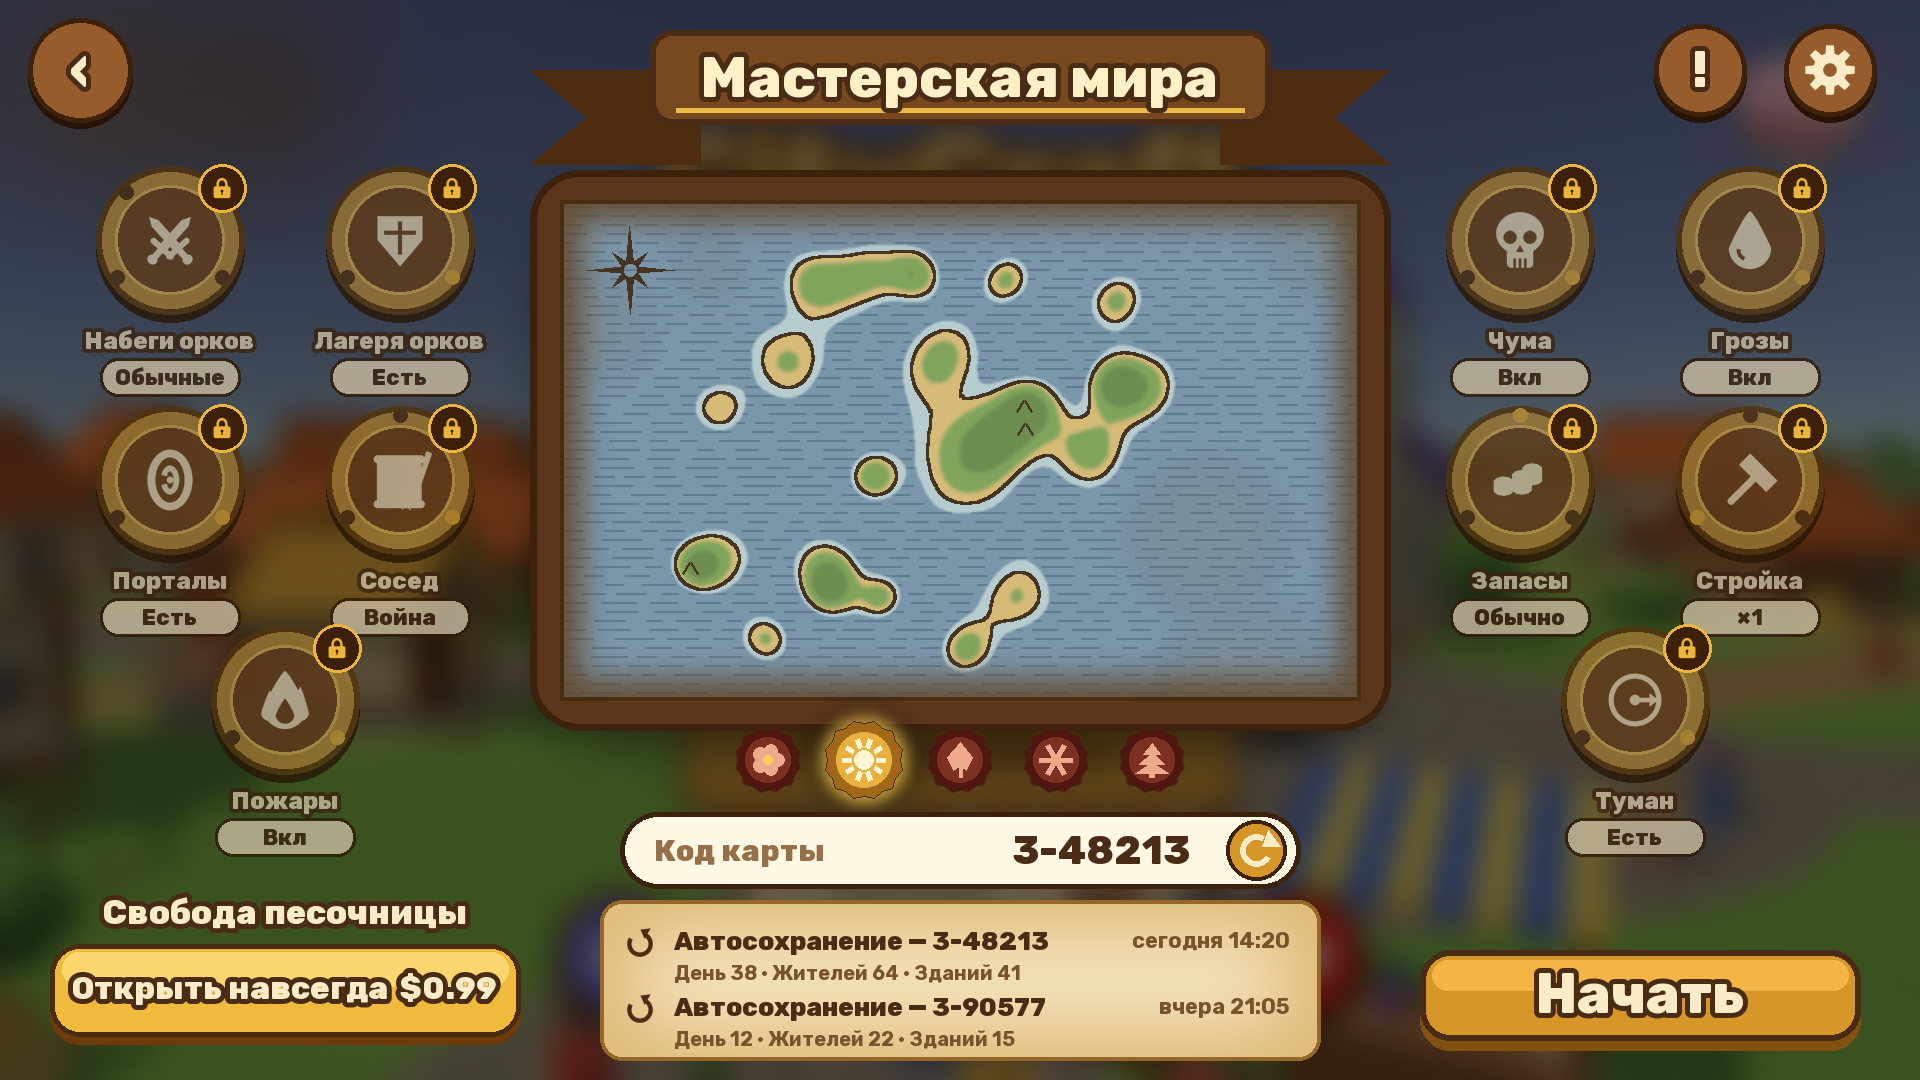 Мастерская мира
Набеги орков
Обычные
Лагеря орков
Есть
Порталы
Есть
Сосед
Война
Пожары
Вкл
Чума
Вкл
Грозы
Вкл
Запасы
Обычно
Стройка
×1
Туман
Есть
Код карты 3-48213
Свобода песочницы
Открыть навсегда $0.99
Автосохранение – 3-48213 сегодня 14:20
День 38 · Жителей 64 · Зданий 41
Автосохранение – 3-90577 вчера 21:05
День 12 · Жителей 22 · Зданий 15
Начать